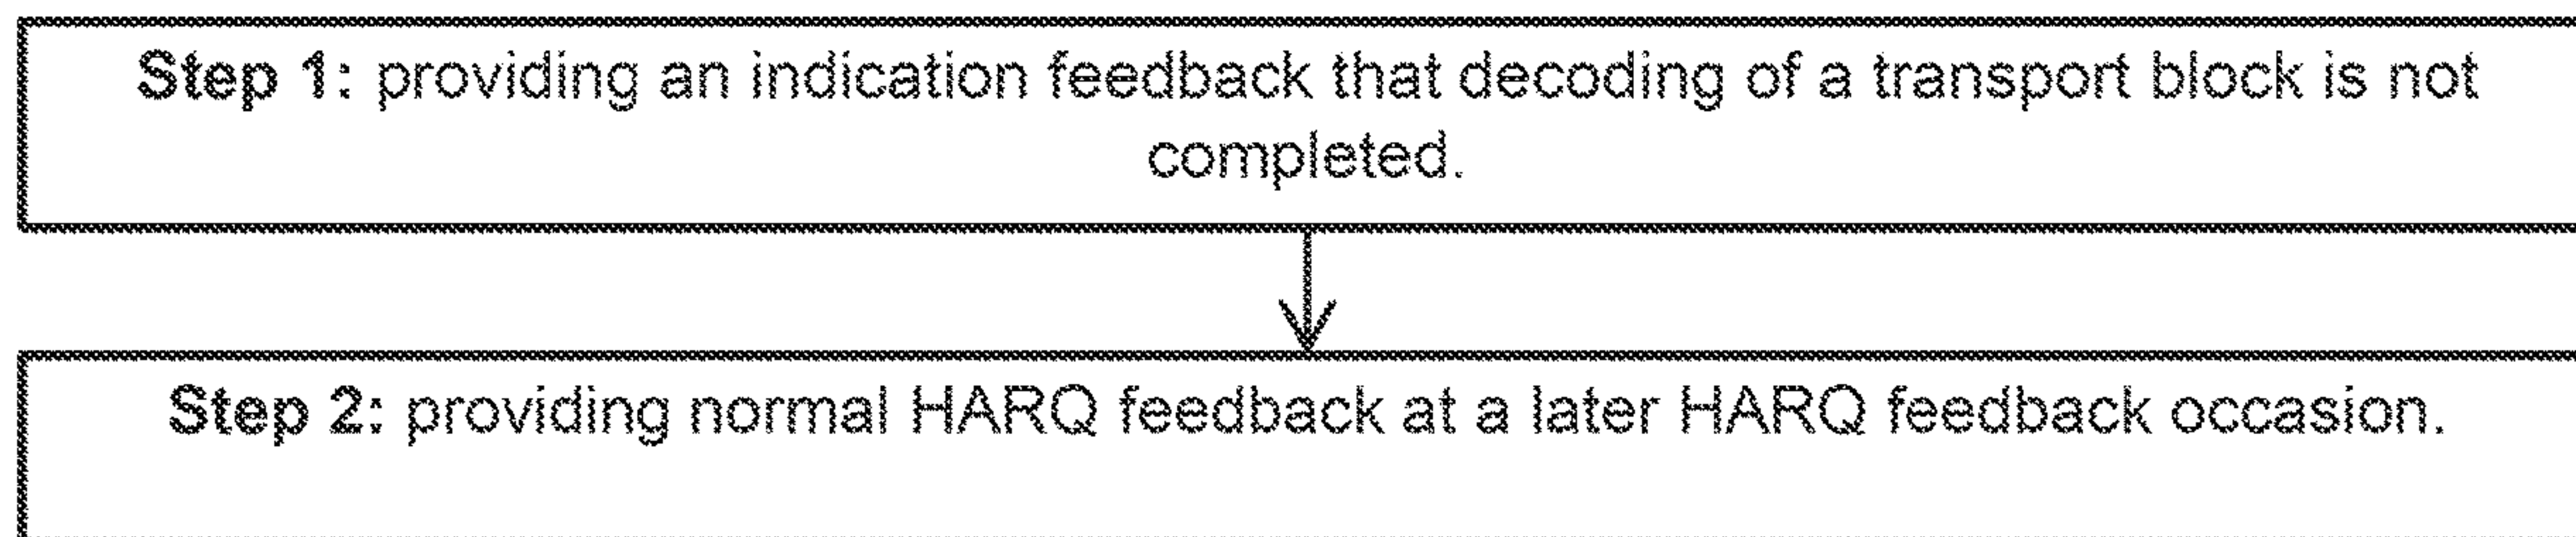 Step 1: providing an indication feedback that decoding of a transport block is not
completed.
Step 2: providing normal HARQ feedback at a later HARQ feedback occasion.